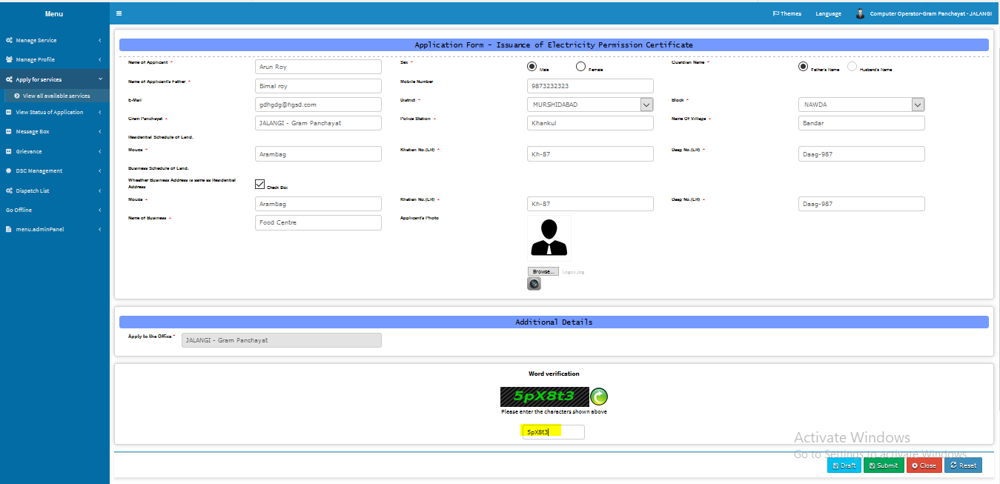 Menu
Themes Language Computer Operator-Gram Panchayat - JALANGI
Manage Service
Manage Profile
Apply for services
View all available services
View Status of Application
Message Box
Grievance
DSC Management
Dispatch List
Go Offline
menu.adminPanel
Application Form - Issuance of Electricity Permission Certificate
Name of Applicant * Arun Roy Sex * Male Female Guardian Name * Father's Name Husband's Name
Name of Applicant's Father * Bimal roy Mobile Number 9873232323
E-Mail gdhgdg@hgsd.com District * MURSHIDABAD Block * NAWDA
Gram Panchayat * JALANGI - Gram Panchayat Police Station * Khankul Name Of Village * Bandar
Residential Schedule of Land.
Mouza * Arambag Khatian No.(LR) * Kh-87 Daag No.(LR) * Daag-987
Business Schedule of Land.
Wheather Business Address is same as Residential
Address Check Box
Mouza * Arambag Khatian No.(LR) * Kh-87 Daag No.(LR) * Daag-987
Name of Business * Food Centre Applicant's Photo
Browse... Logo2.jpg
Additional Details
Apply to the Office * JALANGI - Gram Panchayat
Word verification
5pX8t3
Please enter the characters shown above
5pX8t3
Activate Windows
Go to Settings to activate Windows.
Draft Submit Close Reset